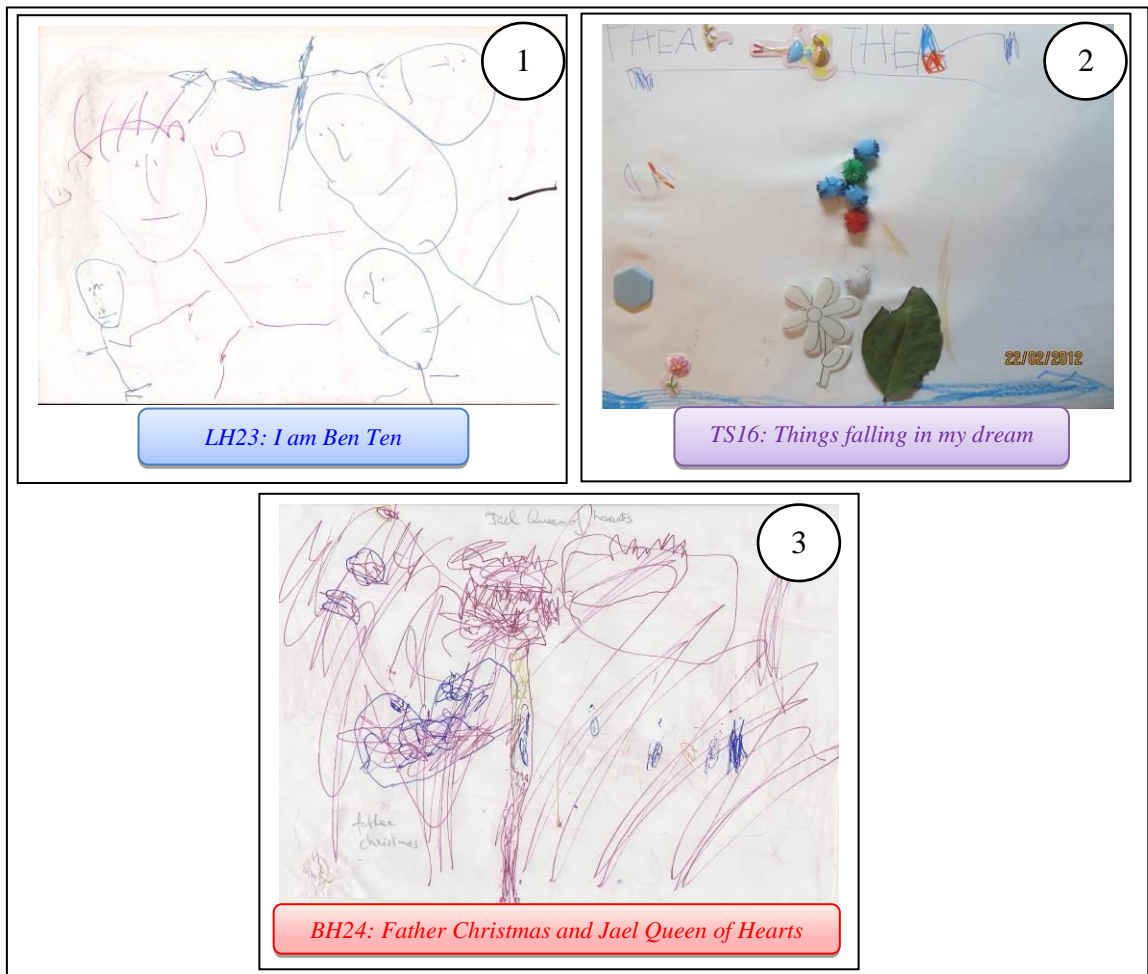 1
LH23: I am Ben Ten
THEA THEA
2
22/02/2012
TS16: Things falling in my dream
Jael Queen of hearts
3
father
christmas
BH24: Father Christmas and Jael Queen of Hearts